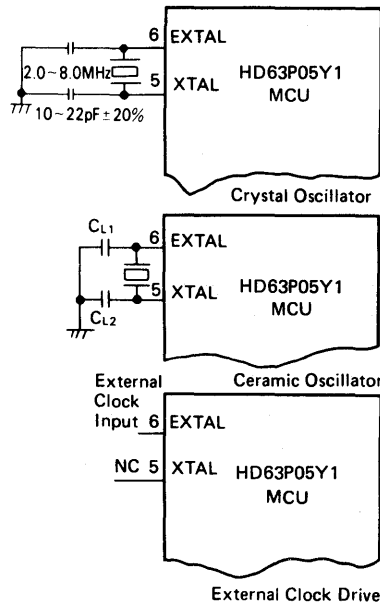 6 EXTAL
2.0~8.0MHz
5 XTAL
HD63P05Y1
MCU
10~22pF±20%
Crystal Oscillator
CL1
6 EXTAL
5 XTAL
HD63P05Y1
MCU
CL2
Ceramic Oscillator
External
Clock
Input 6 EXTAL
NC 5 XTAL
HD63P05Y1
MCU
External Clock Drive